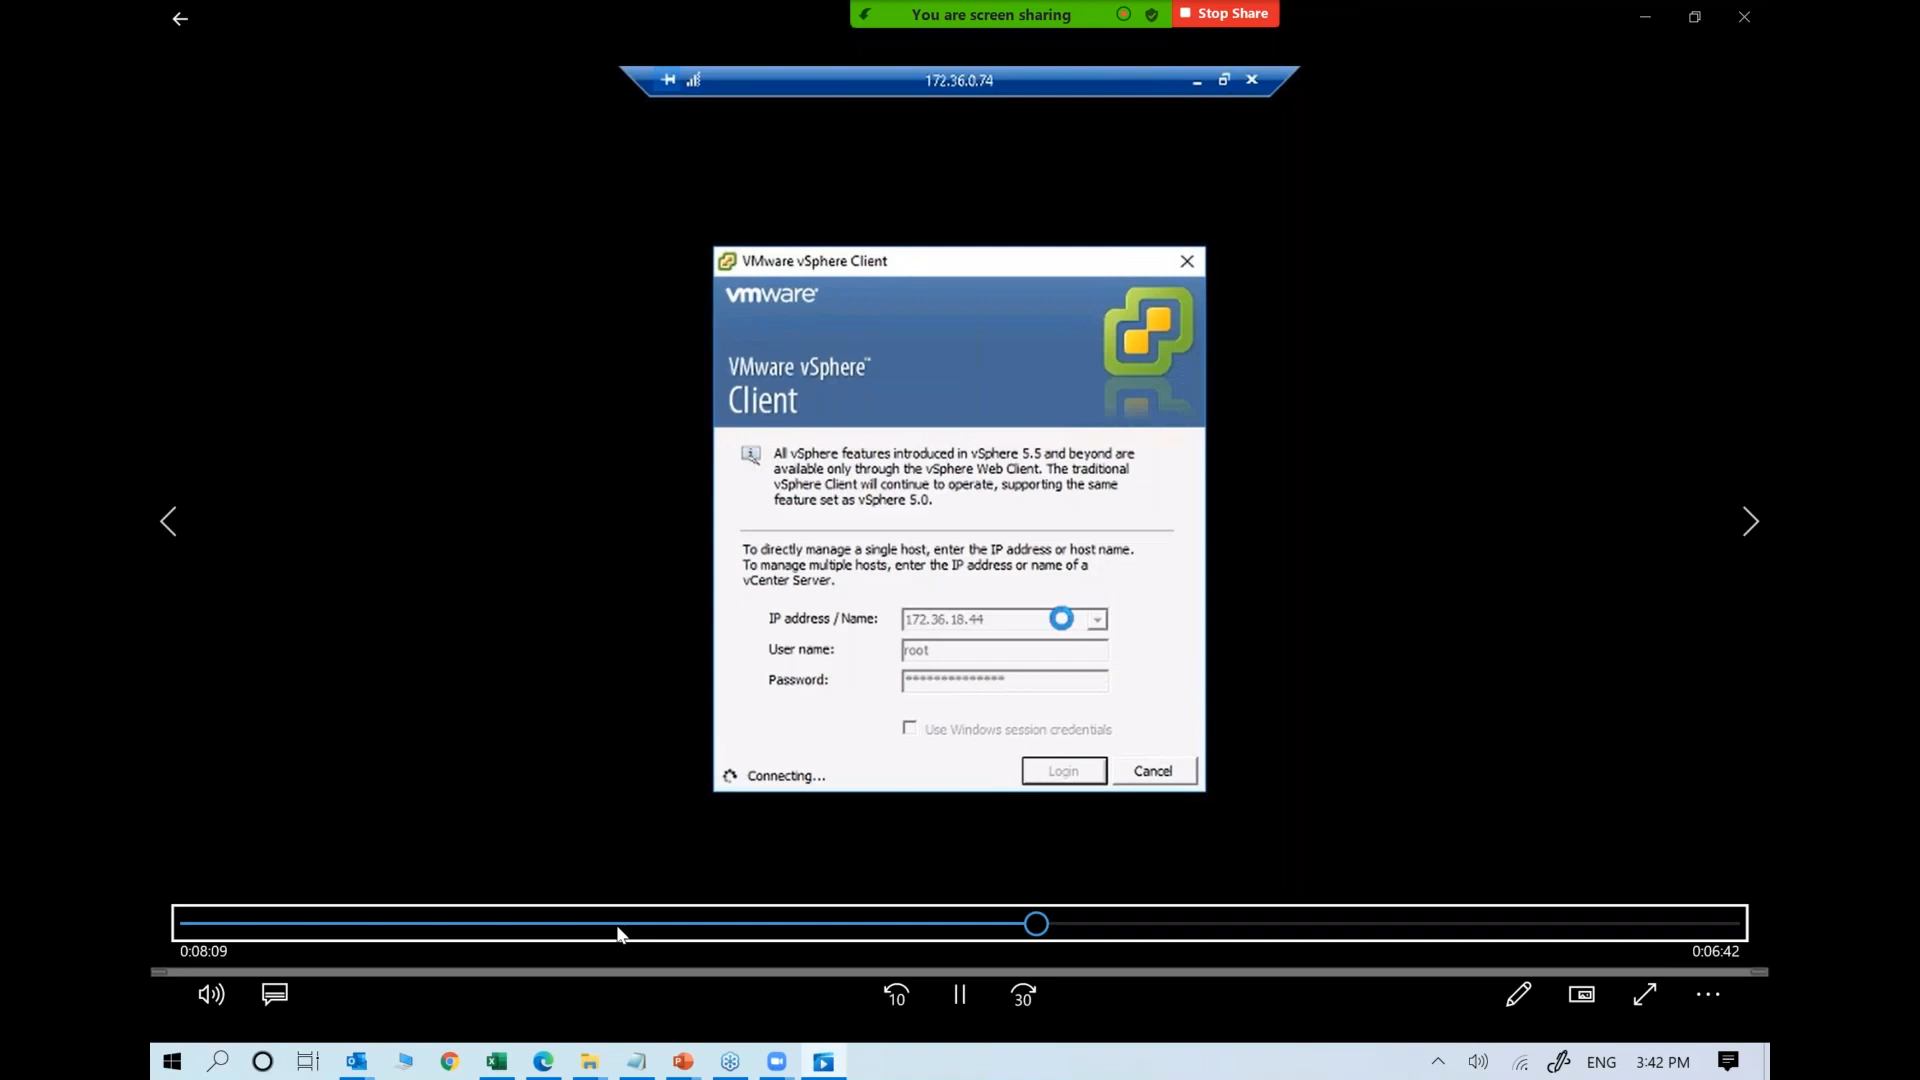 You are screen sharing
Stop Share
172.36.0.74
VMware vSphere Client
vmware
VMware vSphere™
Client
All vSphere features introduced in vSphere 5.5 and beyond are
available only through the vSphere Web Client. The traditional
vSphere Client will continue to operate, supporting the same
feature set as vSphere 5.0.
To directly manage a single host, enter the IP address or host name.
To manage multiple hosts, enter the IP address or name of a
vCenter Server.
IP address / Name: 172.36.18.44
User name: root
Password: **************
Use Windows session credentials
Connecting... Login Cancel
0:08:09 0:06:42
10 30
ENG 3:42 PM